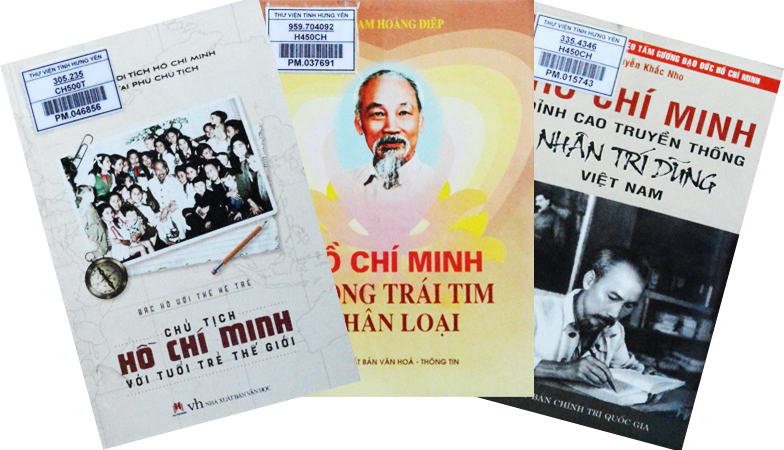 THƯ VIỆN TỈNH HƯNG YÊN
305.235
CH500T
PM.046856
DI TÍCH HỒ CHÍ MINH
TẠI PHỦ CHỦ TỊCH
BÁC HỒ VỚI THẾ HỆ TRẺ
CHỦ TỊCH
HỒ CHÍ MINH
VỚI TUỔI TRẺ THẾ GIỚI
vh NHÀ XUẤT BẢN VĂN HỌC
THƯ VIỆN TỈNH HƯNG YÊN
959.704092
H450CH
PM.037691
ẠM HOÀNG ĐIỆP
Ồ CHÍ MINH
ONG TRÁI TIM
HÂN LOẠI
ẤT BẢN VĂN HOÁ - THÔNG TIN
THƯ VIỆN TỈNH HƯNG YÊN
335.4346
H450CH
PM.015743
EO TẤM GƯƠNG ĐẠO ĐỨC HỒ CHÍ MINH
yễn Khắc Nho
HỒ CHÍ MINH
ĐỈNH CAO TRUYỀN THỐNG
NHÂN TRÍ DŨNG
VIỆT NAM
BẢN CHÍNH TRỊ QUỐC GIA